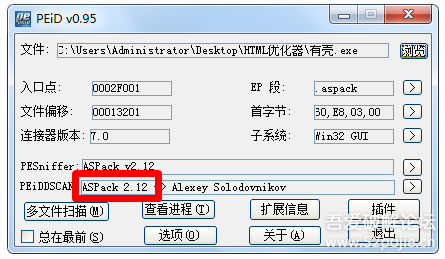 PEiD v0.95
文件: C:\Users\Administrator\Desktop\HTML优化器\有壳.exe 浏览
入口点: 0002F001 EP 段: .aspack >
文件偏移: 00013201 首字节: 60,E8,03,00 >
连接器版本: 7.0 子系统: Win32 GUI >
PESniffer: ASPack v2.12 >
PEiDDSCAN: ASPack 2.12 -> Alexey Solodovnikov >
多文件扫描(M) 查看进程(T) 扩展信息 插件
总在最前(S) 选项(O) 关于(A) 退出
吾爱破解论坛
www.52pojie.cn